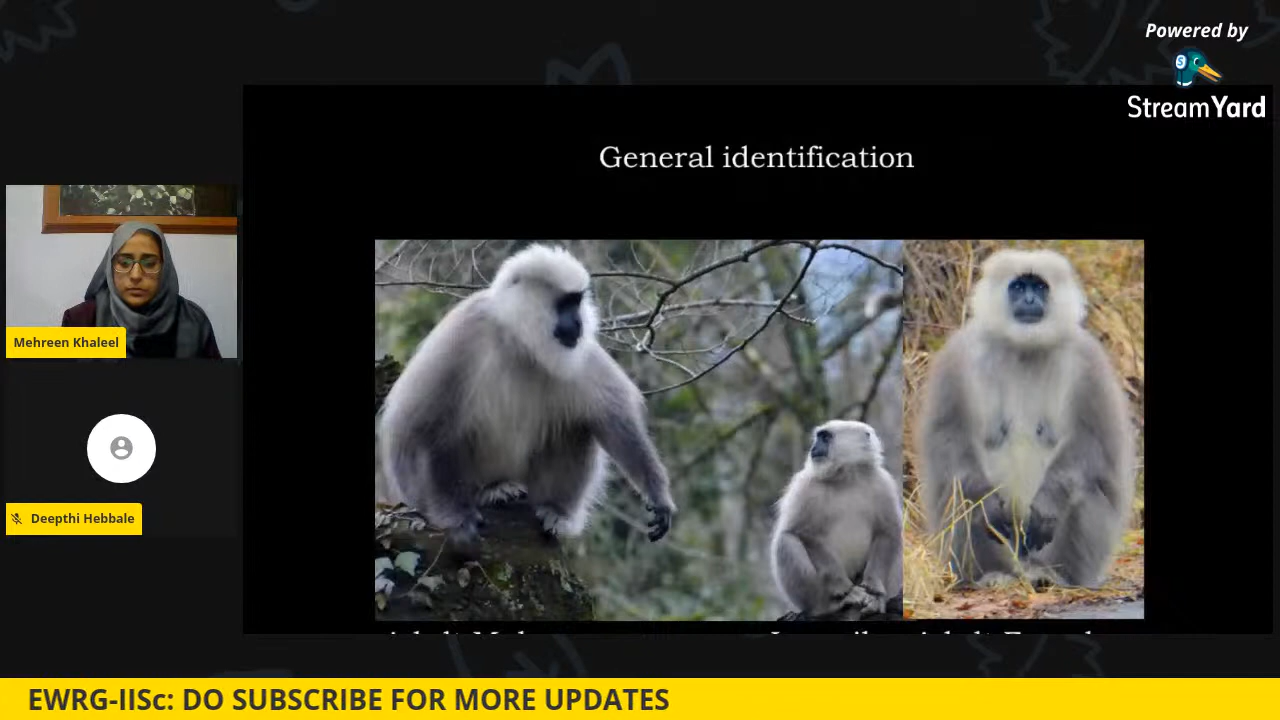 Powered by
StreamYard
General identification
Mehreen Khaleel
Deepthi Hebbale
EWRG-IISc: DO SUBSCRIBE FOR MORE UPDATES